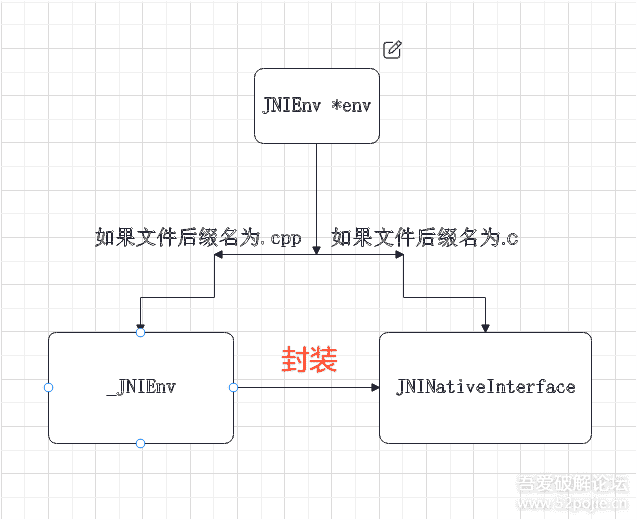 JNIEnv *env
如果文件后缀名为.cpp
如果文件后缀名为.c
封装
_JNIEnv
JNINativeInterface
吾爱破解论坛
www.52pojie.cn